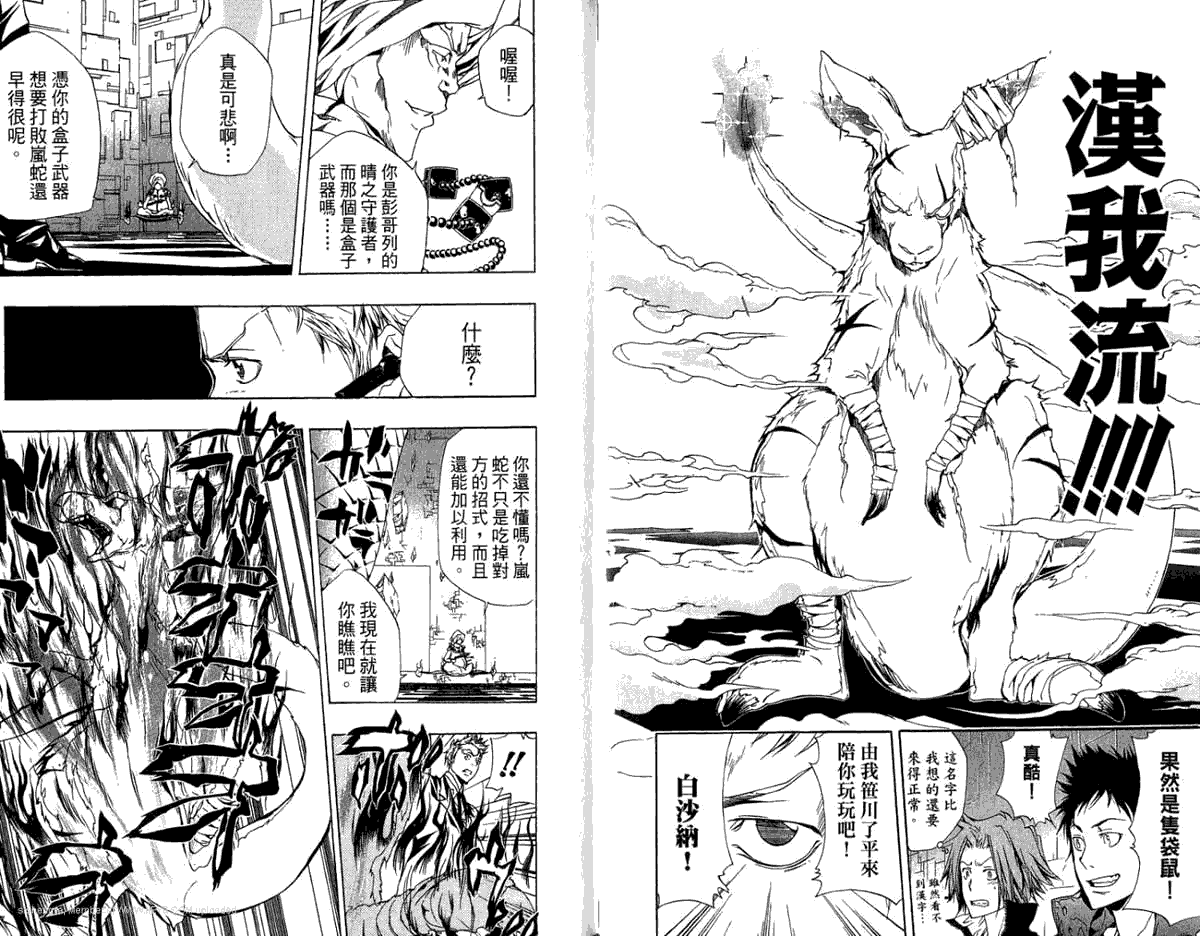 漢我流!!!!
果然是隻袋鼠！
真酷！
這名字比
我想的還要
來得正常。
雖然看不
到漢字…
由我笹川了平來
陪你玩玩吧！
白沙納！
喔喔！
你是彭哥列的
晴之守護者，
而那個是盒子
武器嗎……
真是可悲啊…
憑你的盒子武器
想要打敗嵐蛇還
早得很呢。
什麼？
你還不懂嗎？嵐
蛇不只是吃掉對
方的招式，而且
還能加以利用。
我現在就讓
你瞧瞧吧。
!!